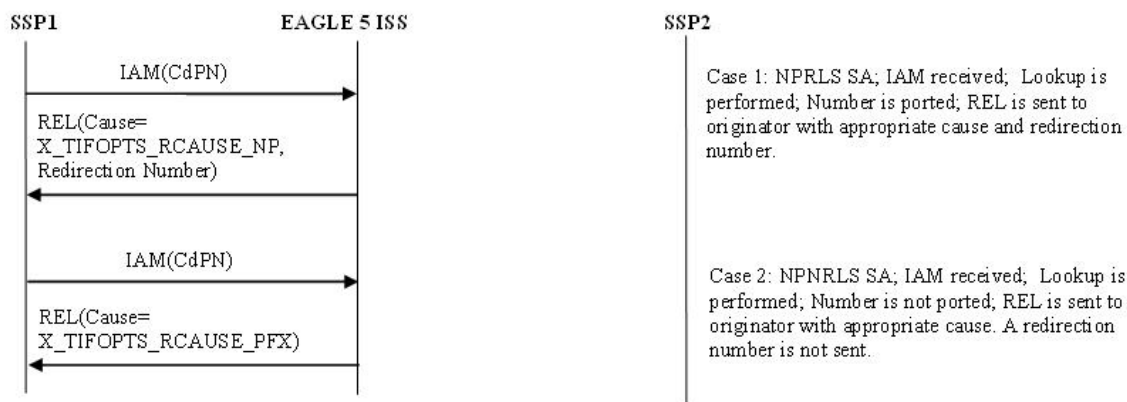 SSP1 EAGLE 5 ISS SSP2
IAM(CdPN)
REL(Cause=
X_TIFOPTS_RCAUSE_NP,
Redirection Number)
Case 1: NPRLS SA; IAM received; Lookup is
performed; Number is ported; REL is sent to
originator with appropriate cause and redirection
number.
IAM(CdPN)
REL(Cause=
X_TIFOPTS_RCAUSE_PFX)
Case 2: NPNRLS SA; IAM received; Lookup is
performed; Number is not ported; REL is sent to
originator with appropriate cause. A redirection
number is not sent.